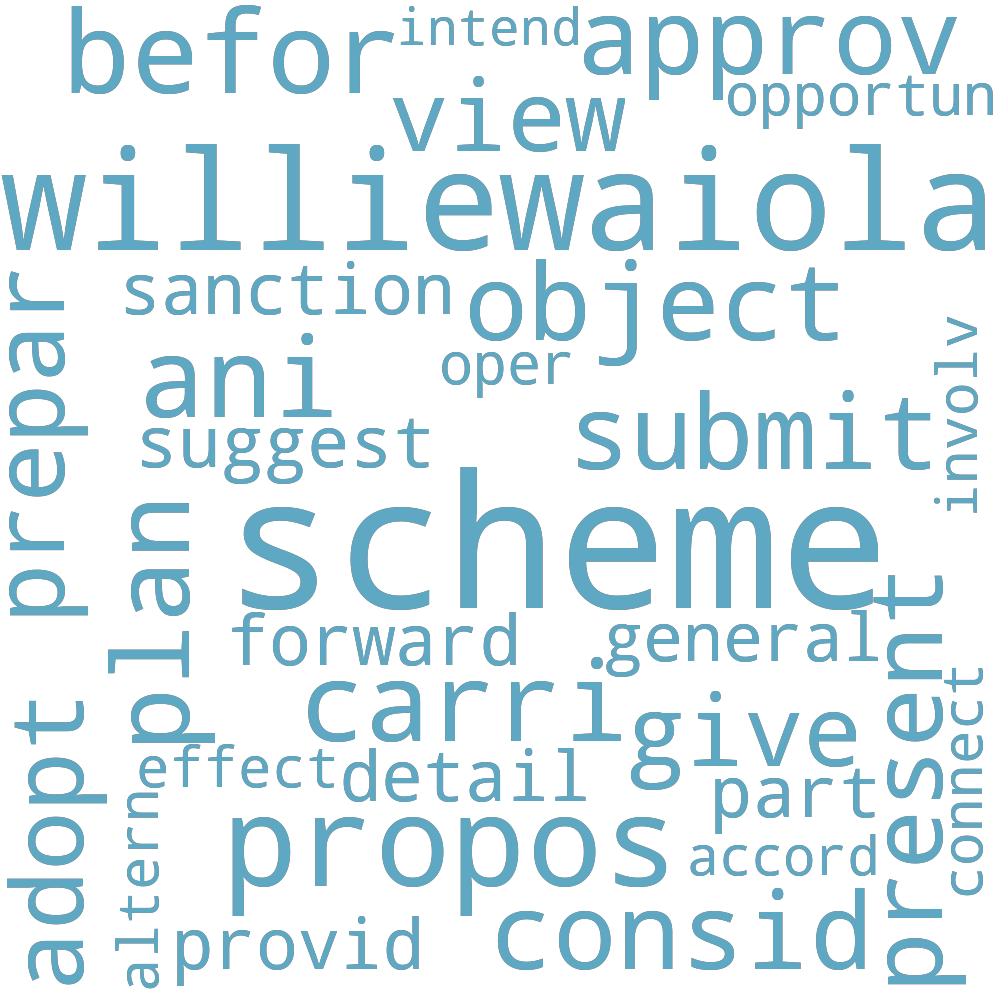 befor
intend
approv
opportun
view
williewaiola
sanction
object
prepar
ani
oper
involv
suggest
submit
scheme
plan
forward
general
present
carri
give
connect
adopt
effect
detail
part
altern
propos
accord
provid
consid